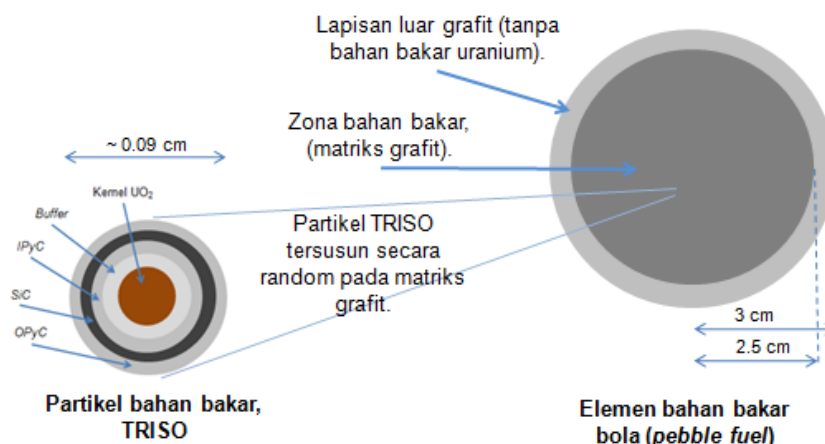 Lapisan luar grafit (tanpa
bahan bakar uranium).
Zona bahan bakar,
(matriks grafit).
~ 0.09 cm
Kernel UO₂
Buffer
IPyC
SiC
OPyC
Partikel TRISO
tersusun secara
random pada matriks
grafit.
3 cm
2.5 cm
Partikel bahan bakar,
TRISO
Elemen bahan bakar
bola (pebble fuel)